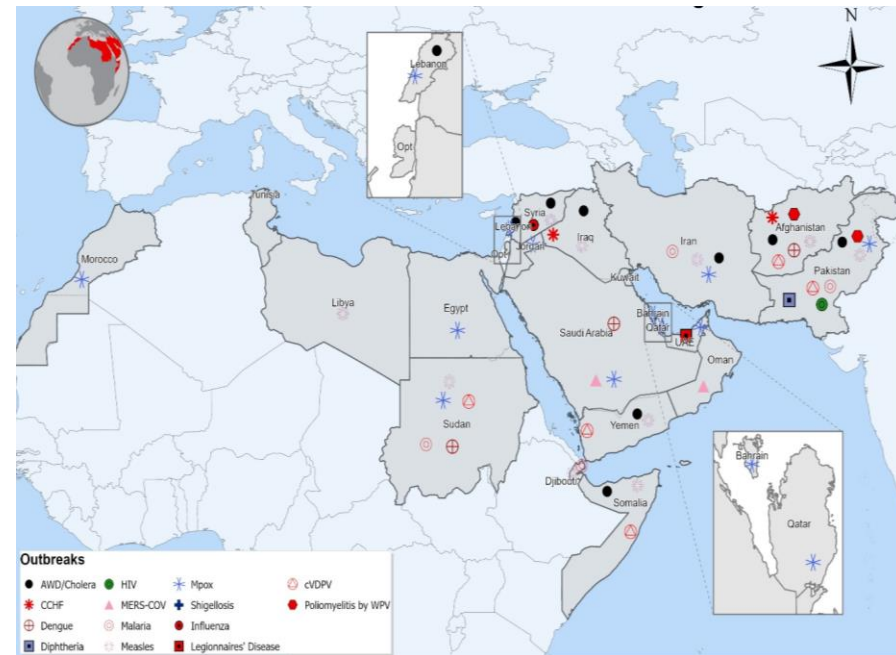 N
Lebanon
Opt
Tunisia
Syria
Afghanistan
Lebanon
Iraq
Iran
Jordan
OpT
Morocco
Pakistan
Kuwait
Libya
Egypt
Bahrain
Saudi Arabia
Qatar
UAE
Oman
Sudan
Yemen
Djibouti
Somalia
Bahrain
Qatar
Outbreaks
AWD/Cholera
HIV
Mpox
cVDPV
CCHF
MERS-COV
Shigellosis
Poliomyelitis by WPV
Dengue
Malaria
Influenza
Diphtheria
Measles
Legionnaires' Disease